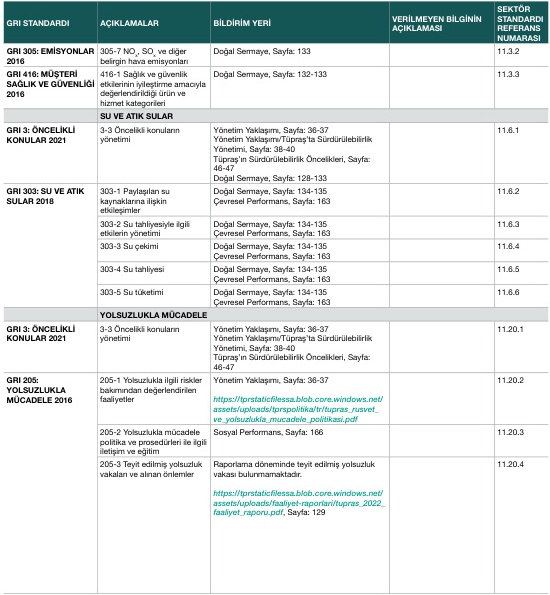 GRI STANDARDI
AÇIKLAMALAR
BİLDİRİM YERİ
VERİLMEYEN BİLGİNİN
AÇIKLAMASI
SEKTÖR
STANDARDI
REFERANS
NUMARASI
GRI 305: EMİSYONLAR
2016
305-7 NOx, SOx ve diğer
belirgin hava emisyonları
Doğal Sermaye, Sayfa: 133
11.3.2
GRI 416: MÜŞTERİ
SAĞLIK VE GÜVENLİĞİ
2016
416-1 Sağlık ve güvenlik
etkilerinin iyileştirme amacıyla
değerlendirildiği ürün ve
hizmet kategorileri
Doğal Sermaye, Sayfa: 132-133
11.3.3
SU VE ATIK SULAR
GRI 3: ÖNCELİKLİ
KONULAR 2021
3-3 Öncelikli konuların
yönetimi
Yönetim Yaklaşımı, Sayfa: 36-37
Yönetim Yaklaşımı/Tüpraş'ta Sürdürülebilirlik
Yönetimi, Sayfa: 38-40
Tüpraş'ın Sürdürülebilirlik Öncelikleri, Sayfa:
46-47
Doğal Sermaye, Sayfa: 128-133
11.6.1
GRI 303: SU VE ATIK
SULAR 2018
303-1 Paylaşılan su
kaynaklarına ilişkin
etkileşimler
Doğal Sermaye, Sayfa: 134-135
Çevresel Performans, Sayfa: 163
11.6.2
303-2 Su tahliyesiyle ilgili
etkilerin yönetimi
Doğal Sermaye, Sayfa: 134-135
Çevresel Performans, Sayfa: 163
11.6.3
303-3 Su çekimi
Doğal Sermaye, Sayfa: 134-135
Çevresel Performans, Sayfa: 163
11.6.4
303-4 Su tahliyesi
Doğal Sermaye, Sayfa: 134-135
Çevresel Performans, Sayfa: 163
11.6.5
303-5 Su tüketimi
Doğal Sermaye, Sayfa: 134-135
Çevresel Performans, Sayfa: 163
11.6.6
YOLSUZLUKLA MÜCADELE
GRI 3: ÖNCELİKLİ
KONULAR 2021
3-3 Öncelikli konuların
yönetimi
Yönetim Yaklaşımı, Sayfa: 36-37
Yönetim Yaklaşımı/Tüpraş'ta Sürdürülebilirlik
Yönetimi, Sayfa: 38-40
Tüpraş'ın Sürdürülebilirlik Öncelikleri, Sayfa:
46-47
11.20.1
GRI 205:
YOLSUZLUKLA
MÜCADELE 2016
205-1 Yolsuzlukla ilgili riskler
bakımından değerlendirilen
faaliyetler
Yönetim Yaklaşımı, Sayfa: 36-37
https://tprstaticfilessa.blob.core.windows.net/
assets/uploads/tprspolitika/tr/tupras_rusvet_
ve_yolsuzlukla_mucadele_politikasi.pdf
11.20.2
205-2 Yolsuzlukla mücadele
politika ve prosedürleri ile ilgili
iletişim ve eğitim
Sosyal Performans, Sayfa: 166
11.20.3
205-3 Teyit edilmiş yolsuzluk
vakaları ve alınan önlemler
Raporlama döneminde teyit edilmiş yolsuzluk
vakası bulunmamaktadır.
https://tprstaticfilessa.blob.core.windows.net/
assets/uploads/faaliyet-raporlari/tupras_2022_
faaliyet_raporu.pdf, Sayfa: 129
11.20.4